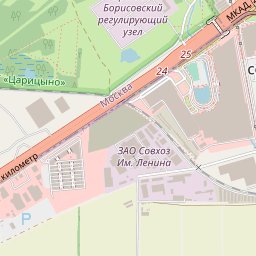 Борисовский
регулирующий
узел
МКАД,
25
24
«Царицыно»
Москва
километр
ЗАО Совхоз
Им. Ленина
P